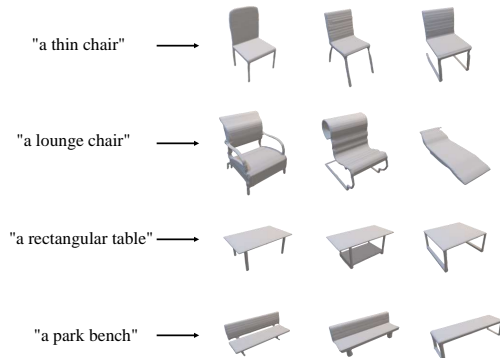 "a thin chair"
"a lounge chair"
"a rectangular table"
"a park bench"